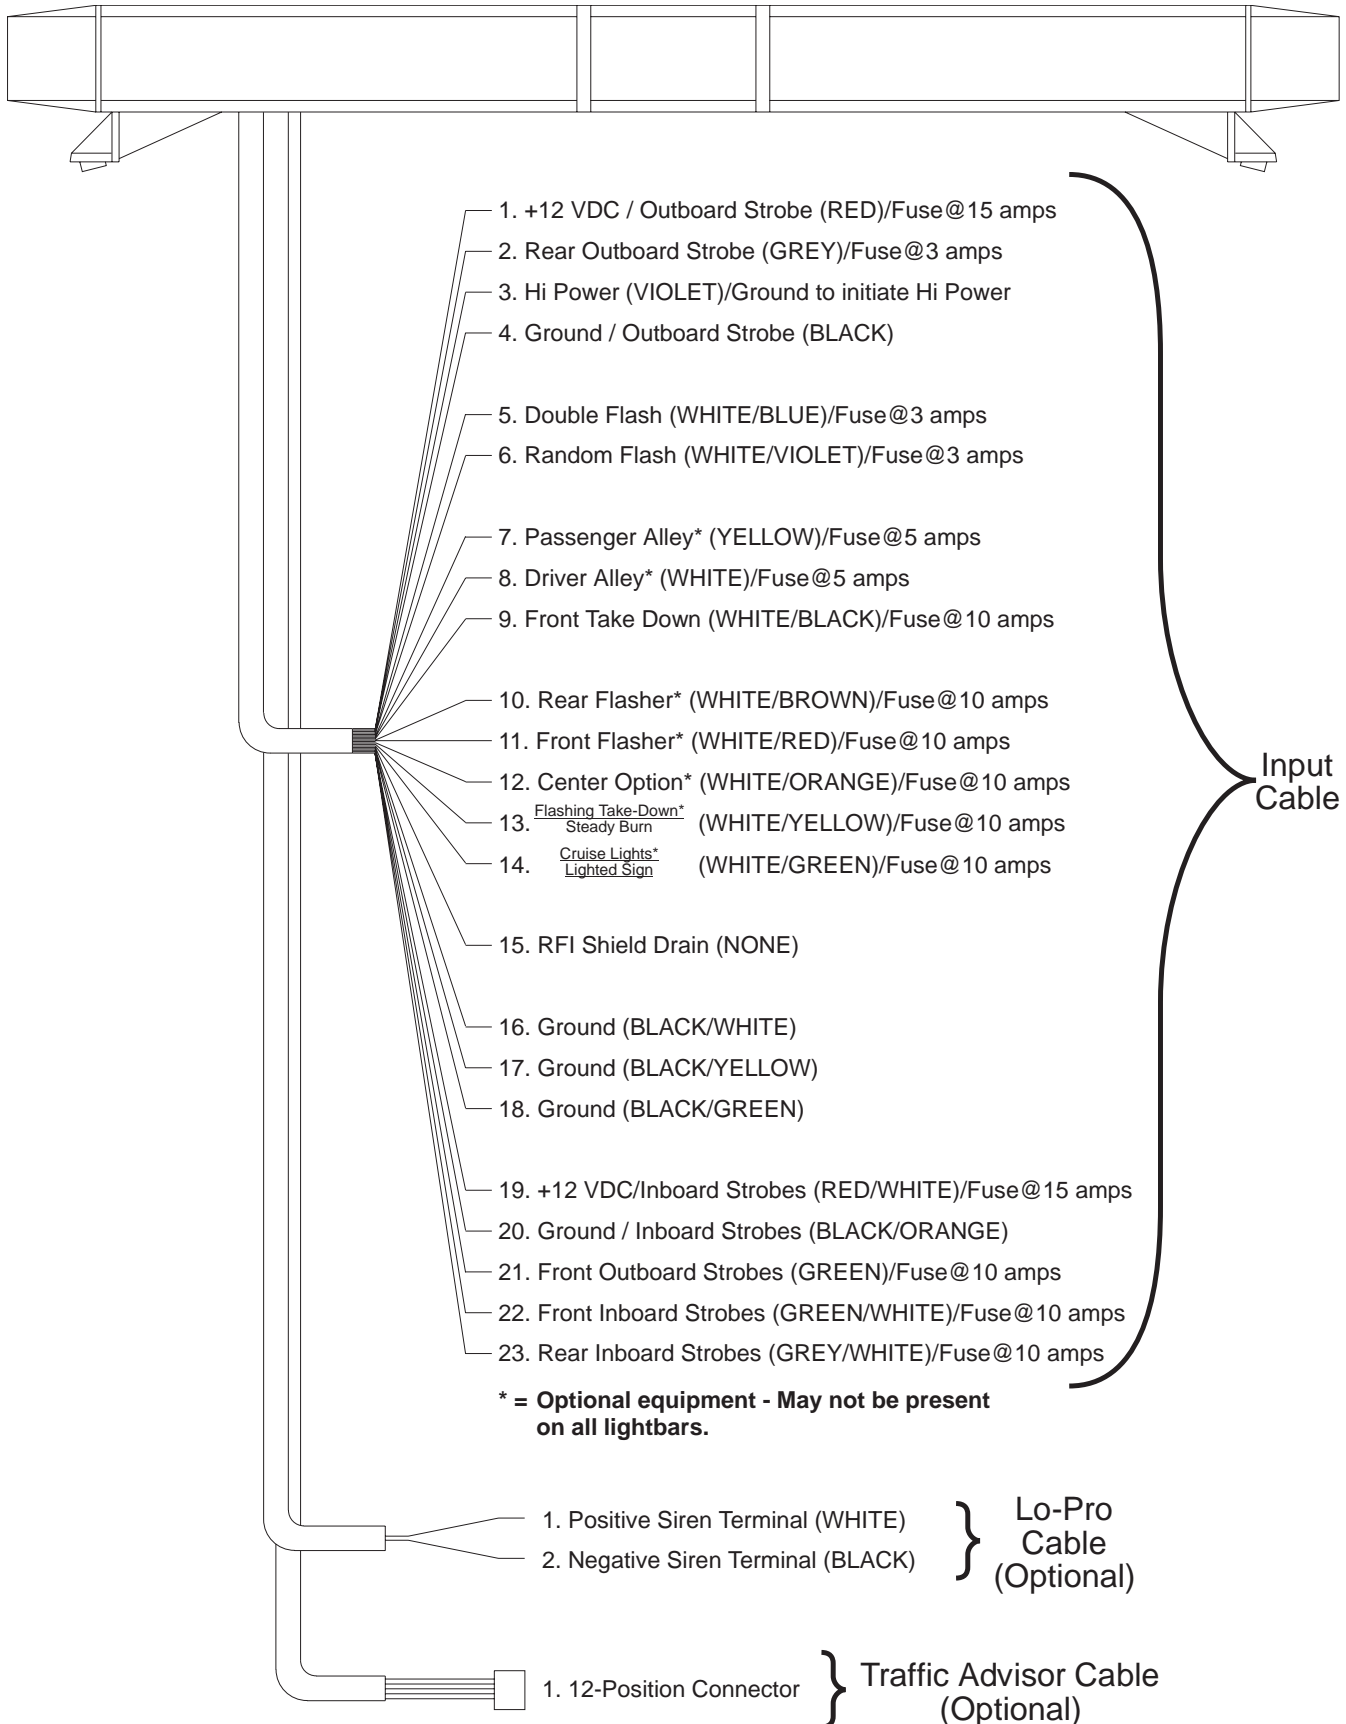 1. +12 VDC / Outboard Strobe (RED)/Fuse@15 amps
2. Rear Outboard Strobe (GREY)/Fuse@3 amps
3. Hi Power (VIOLET)/Ground to initiate Hi Power
4. Ground / Outboard Strobe (BLACK)
5. Double Flash (WHITE/BLUE)/Fuse@3 amps
6. Random Flash (WHITE/VIOLET)/Fuse@3 amps
7. Passenger Alley* (YELLOW)/Fuse@5 amps
8. Driver Alley* (WHITE)/Fuse@5 amps
9. Front Take Down (WHITE/BLACK)/Fuse@10 amps
10. Rear Flasher* (WHITE/BROWN)/Fuse@10 amps
11. Front Flasher* (WHITE/RED)/Fuse@10 amps
12. Center Option* (WHITE/ORANGE)/Fuse@10 amps
13. Flashing Take-Down*
Steady Burn
(WHITE/YELLOW)/Fuse@10 amps
14. Cruise Lights*
Lighted Sign
(WHITE/GREEN)/Fuse@10 amps
15. RFI Shield Drain (NONE)
16. Ground (BLACK/WHITE)
17. Ground (BLACK/YELLOW)
18. Ground (BLACK/GREEN)
19. +12 VDC/Inboard Strobes (RED/WHITE)/Fuse@15 amps
20. Ground / Inboard Strobes (BLACK/ORANGE)
21. Front Outboard Strobes (GREEN)/Fuse@10 amps
22. Front Inboard Strobes (GREEN/WHITE)/Fuse@10 amps
23. Rear Inboard Strobes (GREY/WHITE)/Fuse@10 amps
Input
Cable
* = Optional equipment - May not be present
on all lightbars.
1. Positive Siren Terminal (WHITE)
2. Negative Siren Terminal (BLACK)
Lo-Pro
Cable
(Optional)
1. 12-Position Connector
Traffic Advisor Cable
(Optional)